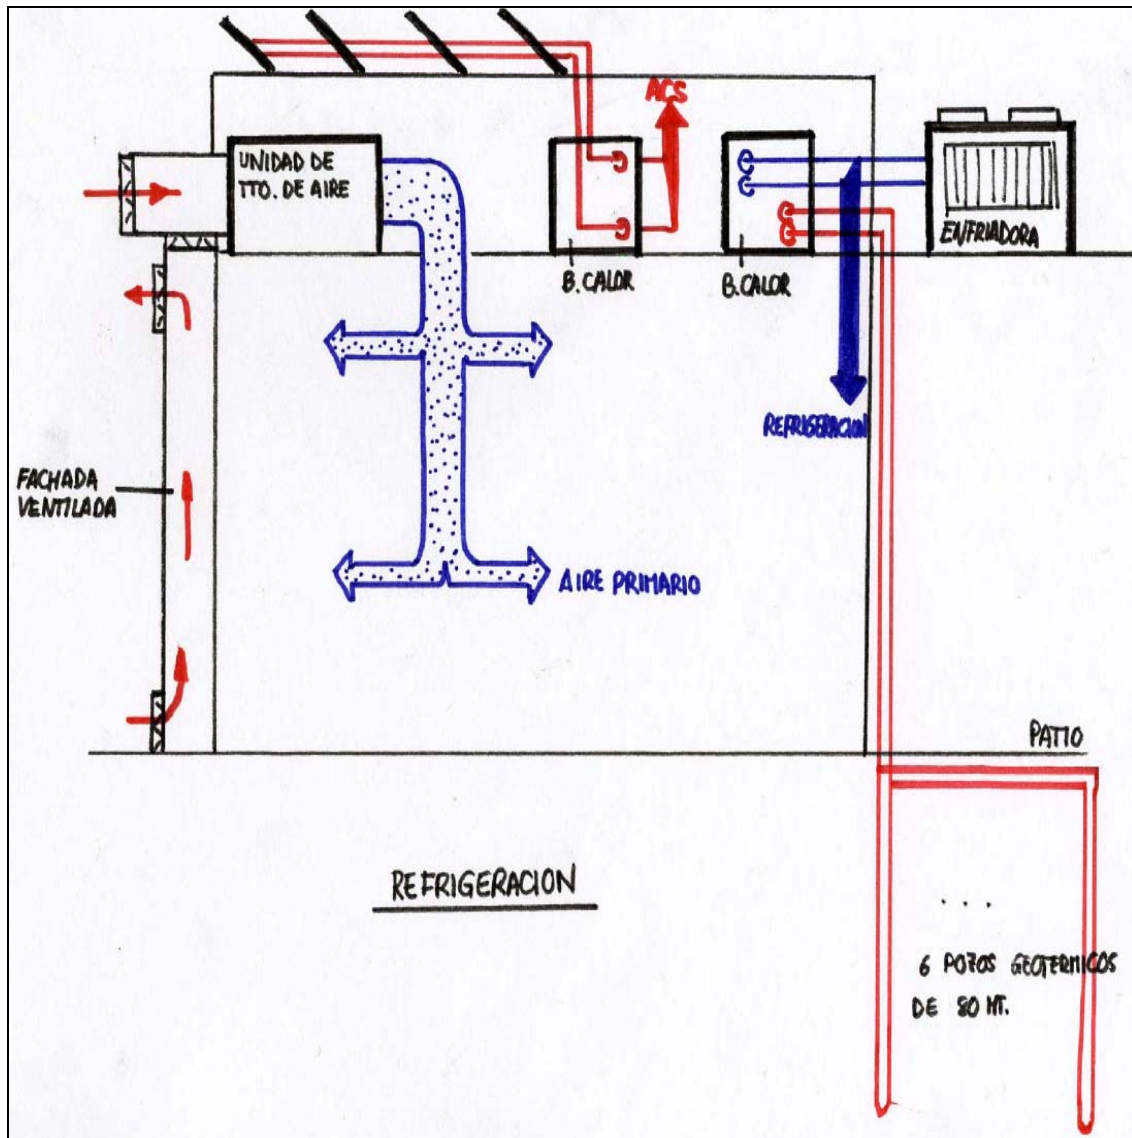 ACS
UNIDAD DE
TTO. DE AIRE
ENFRIADORA
B. CALOR
B. CALOR
REFRIGERACION
FACHADA
VENTILADA
AIRE PRIMARIO
PATIO
REFRIGERACION
...
6 POZOS GEOTERMICOS
DE 80 MT.